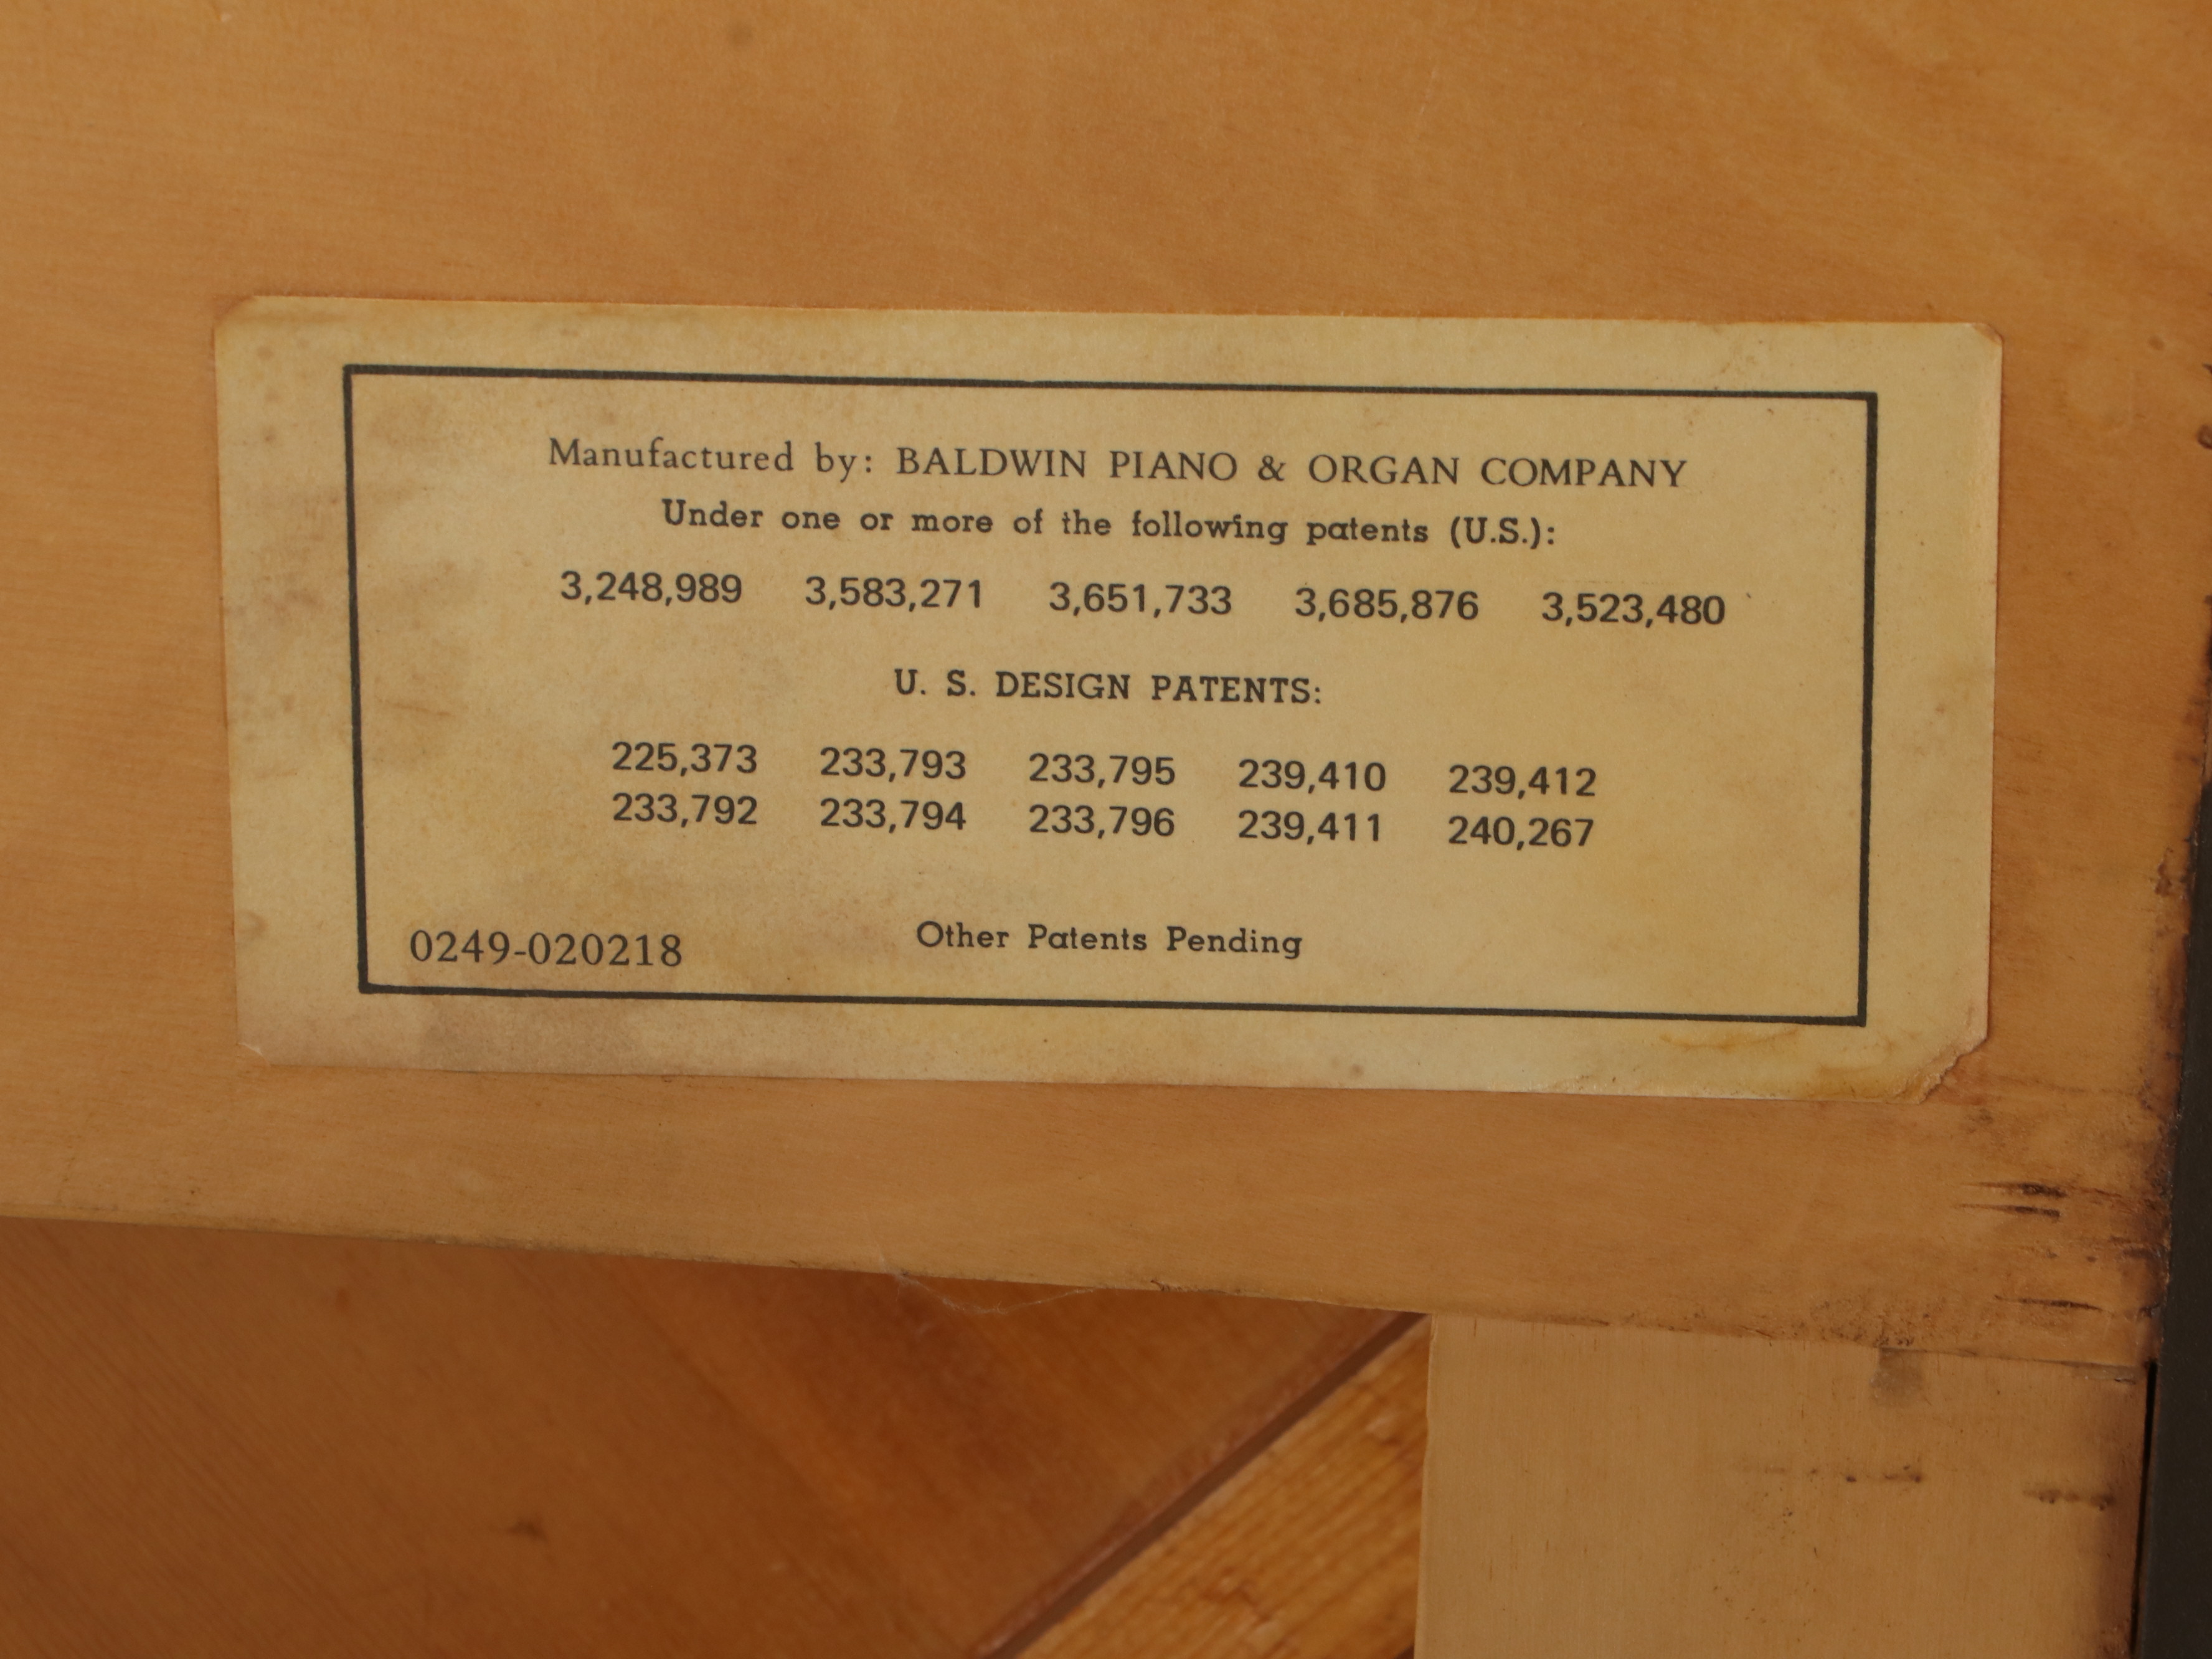 Manufactured by: BALDWIN PIANO & ORGAN COMPANY
Under one or more of the following patents (U.S.):
3,248,989 3,583,271 3,651,733 3,685,876 3,523,480
U. S. DESIGN PATENTS:
225,373 233,793 233,795 239,410 239,412
233,792 233,794 233,796 239,411 240,267
0249-020218 Other Patents Pending